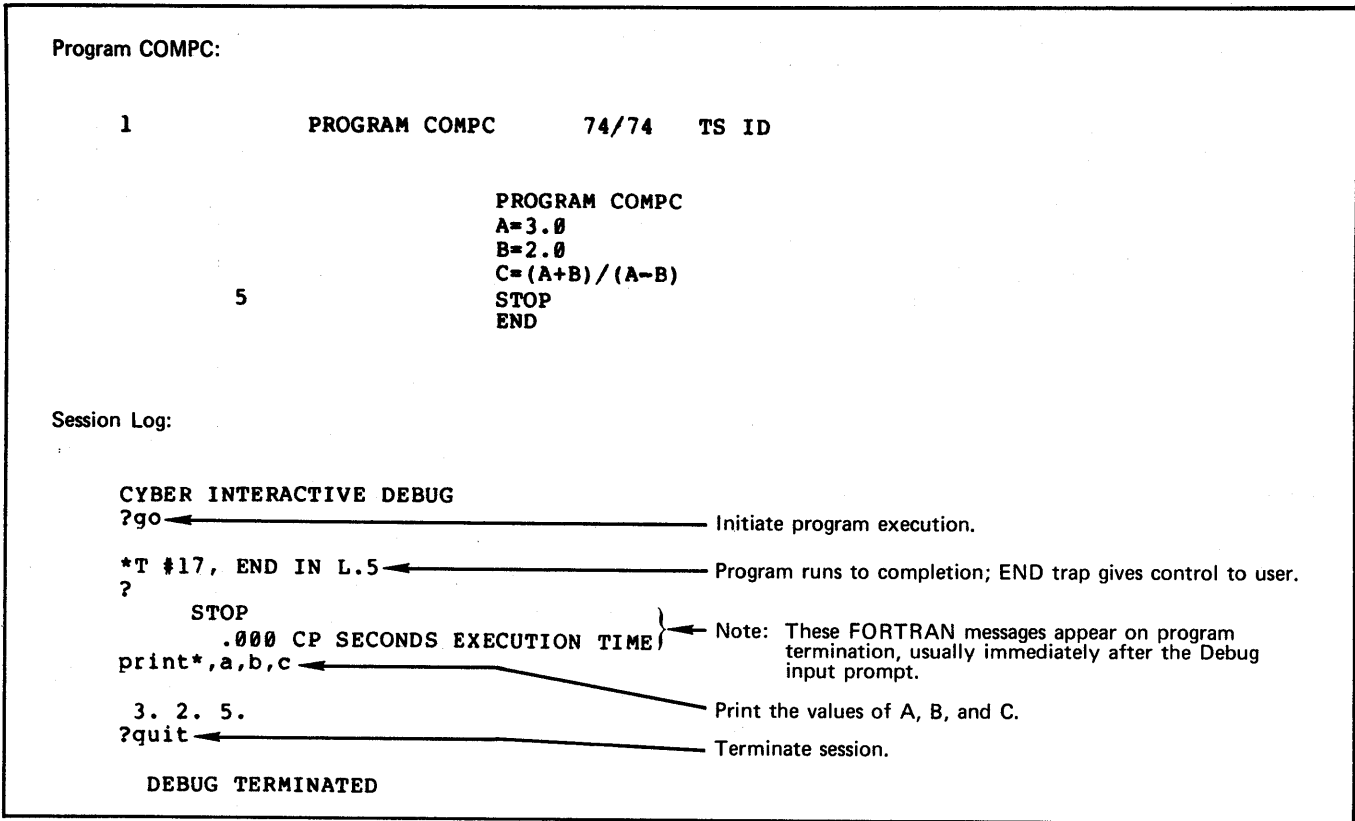 Program COMPC:
1 PROGRAM COMPC 74/74 TS ID
PROGRAM COMPC
A=3.0
B=2.0
C=(A+B)/(A-B)
5 STOP
END
Session Log:
CYBER INTERACTIVE DEBUG
?go Initiate program execution.
*T #17, END IN L.5 Program runs to completion; END trap gives control to user.
?
STOP
.000 CP SECONDS EXECUTION TIME
Note: These FORTRAN messages appear on program
termination, usually immediately after the Debug
input prompt.
print*,a,b,c
3. 2. 5. Print the values of A, B, and C.
?quit Terminate session.
DEBUG TERMINATED